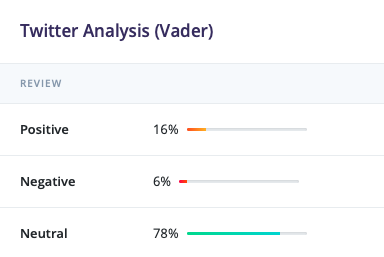 Twitter Analysis (Vader)
REVIEW
Positive 16%
Negative 6%
Neutral 78%